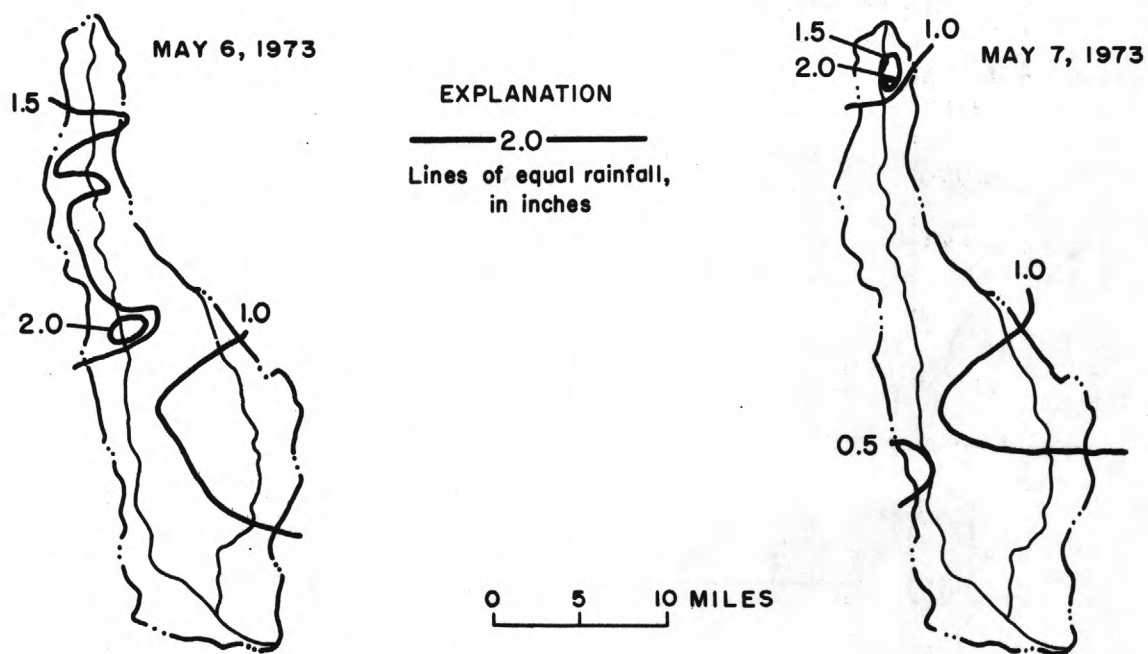 MAY 6, 1973
1.5
2.0
1.0
EXPLANATION
2.0
Lines of equal rainfall,
in inches
0 5 10 MILES
MAY 7, 1973
1.0
1.5
2.0
1.0
0.5